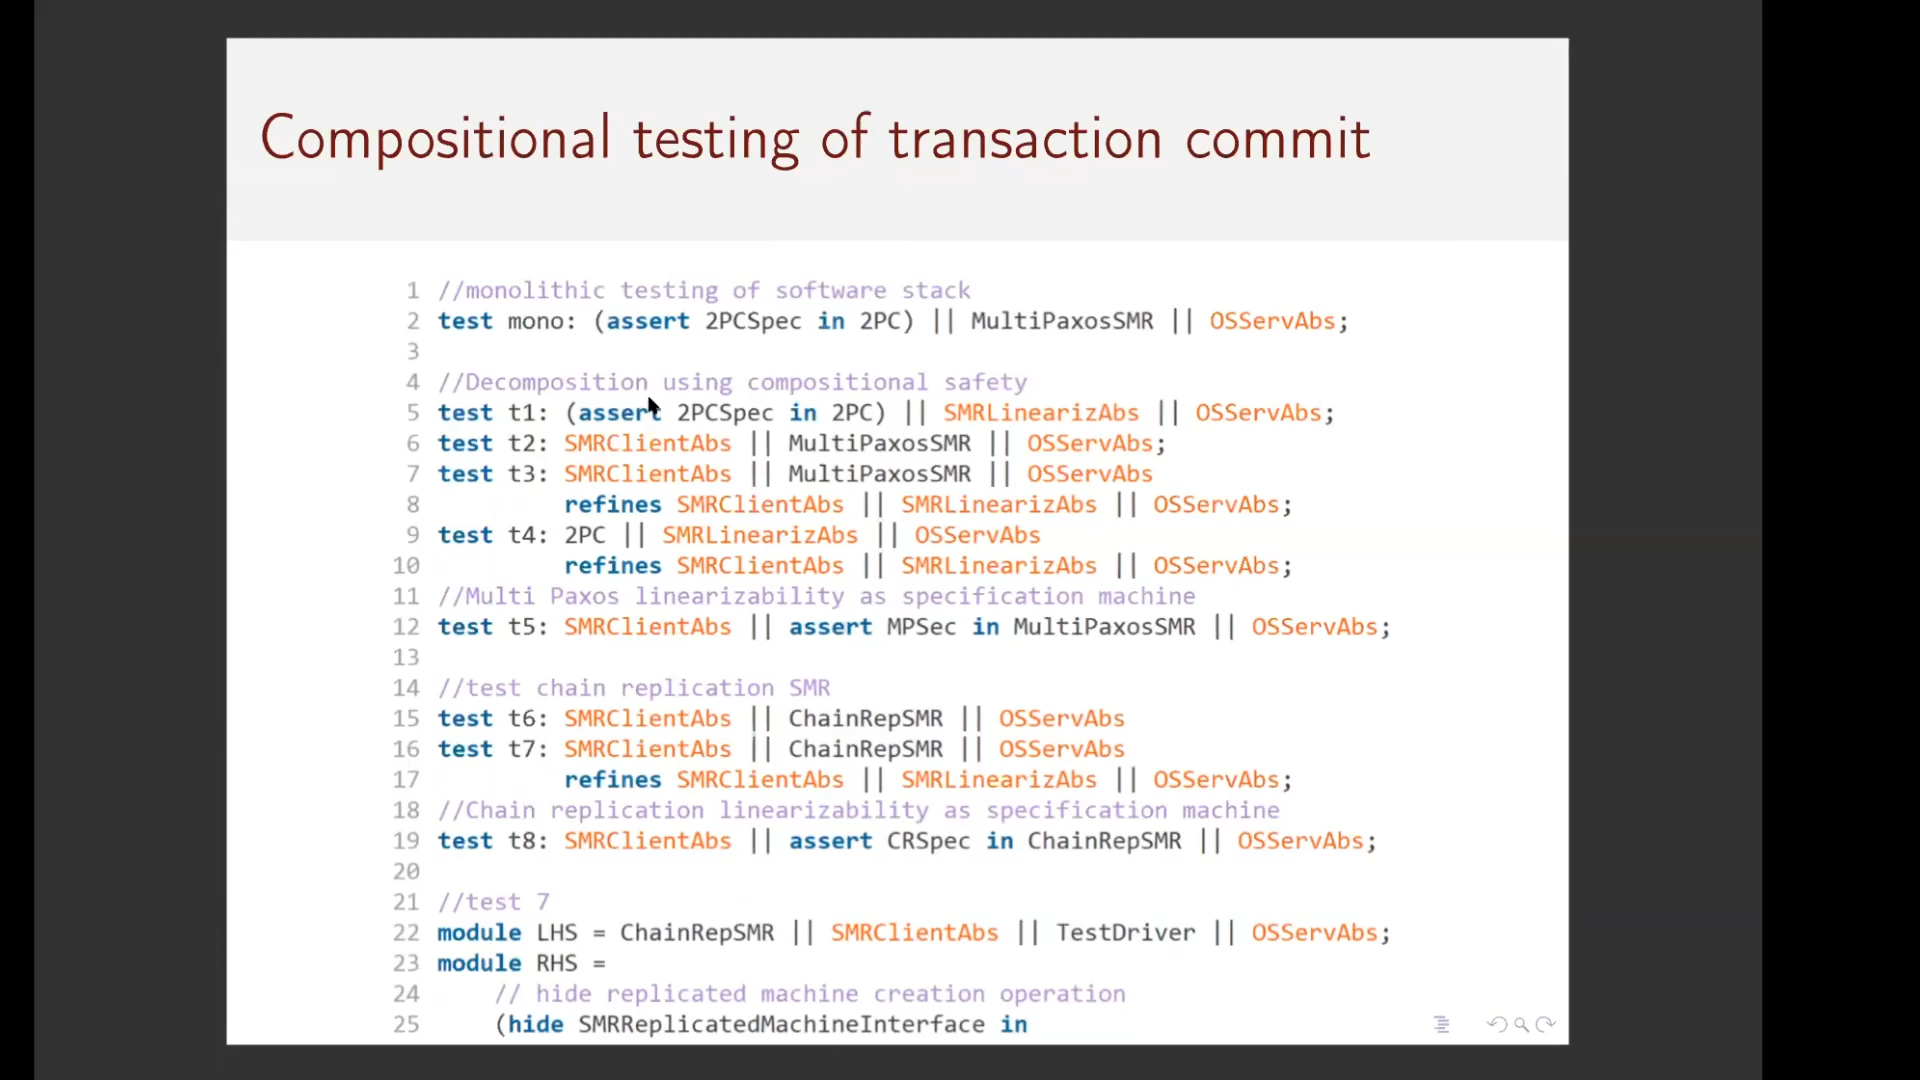 Compositional testing of transaction commit
1 //monolithic testing of software stack
2 test mono: (assert 2PCSpec in 2PC) || MultiPaxosSMR || OSServAbs;
3
4 //Decomposition using compositional safety
5 test t1: (assert 2PCSpec in 2PC) || SMRLinearizAbs || OSServAbs;
6 test t2: SMRClientAbs || MultiPaxosSMR || OSServAbs;
7 test t3: SMRClientAbs || MultiPaxosSMR || OSServAbs
8 refines SMRClientAbs || SMRLinearizAbs || OSServAbs;
9 test t4: 2PC || SMRLinearizAbs || OSServAbs
10 refines SMRClientAbs || SMRLinearizAbs || OSServAbs;
11 //Multi Paxos linearizability as specification machine
12 test t5: SMRClientAbs || assert MPSec in MultiPaxosSMR || OSServAbs;
13
14 //test chain replication SMR
15 test t6: SMRClientAbs || ChainRepSMR || OSServAbs
16 test t7: SMRClientAbs || ChainRepSMR || OSServAbs
17 refines SMRClientAbs || SMRLinearizAbs || OSServAbs;
18 //Chain replication linearizability as specification machine
19 test t8: SMRClientAbs || assert CRSpec in ChainRepSMR || OSServAbs;
20
21 //test 7
22 module LHS = ChainRepSMR || SMRClientAbs || TestDriver || OSServAbs;
23 module RHS =
24 // hide replicated machine creation operation
25 (hide SMRReplicatedMachineInterface in